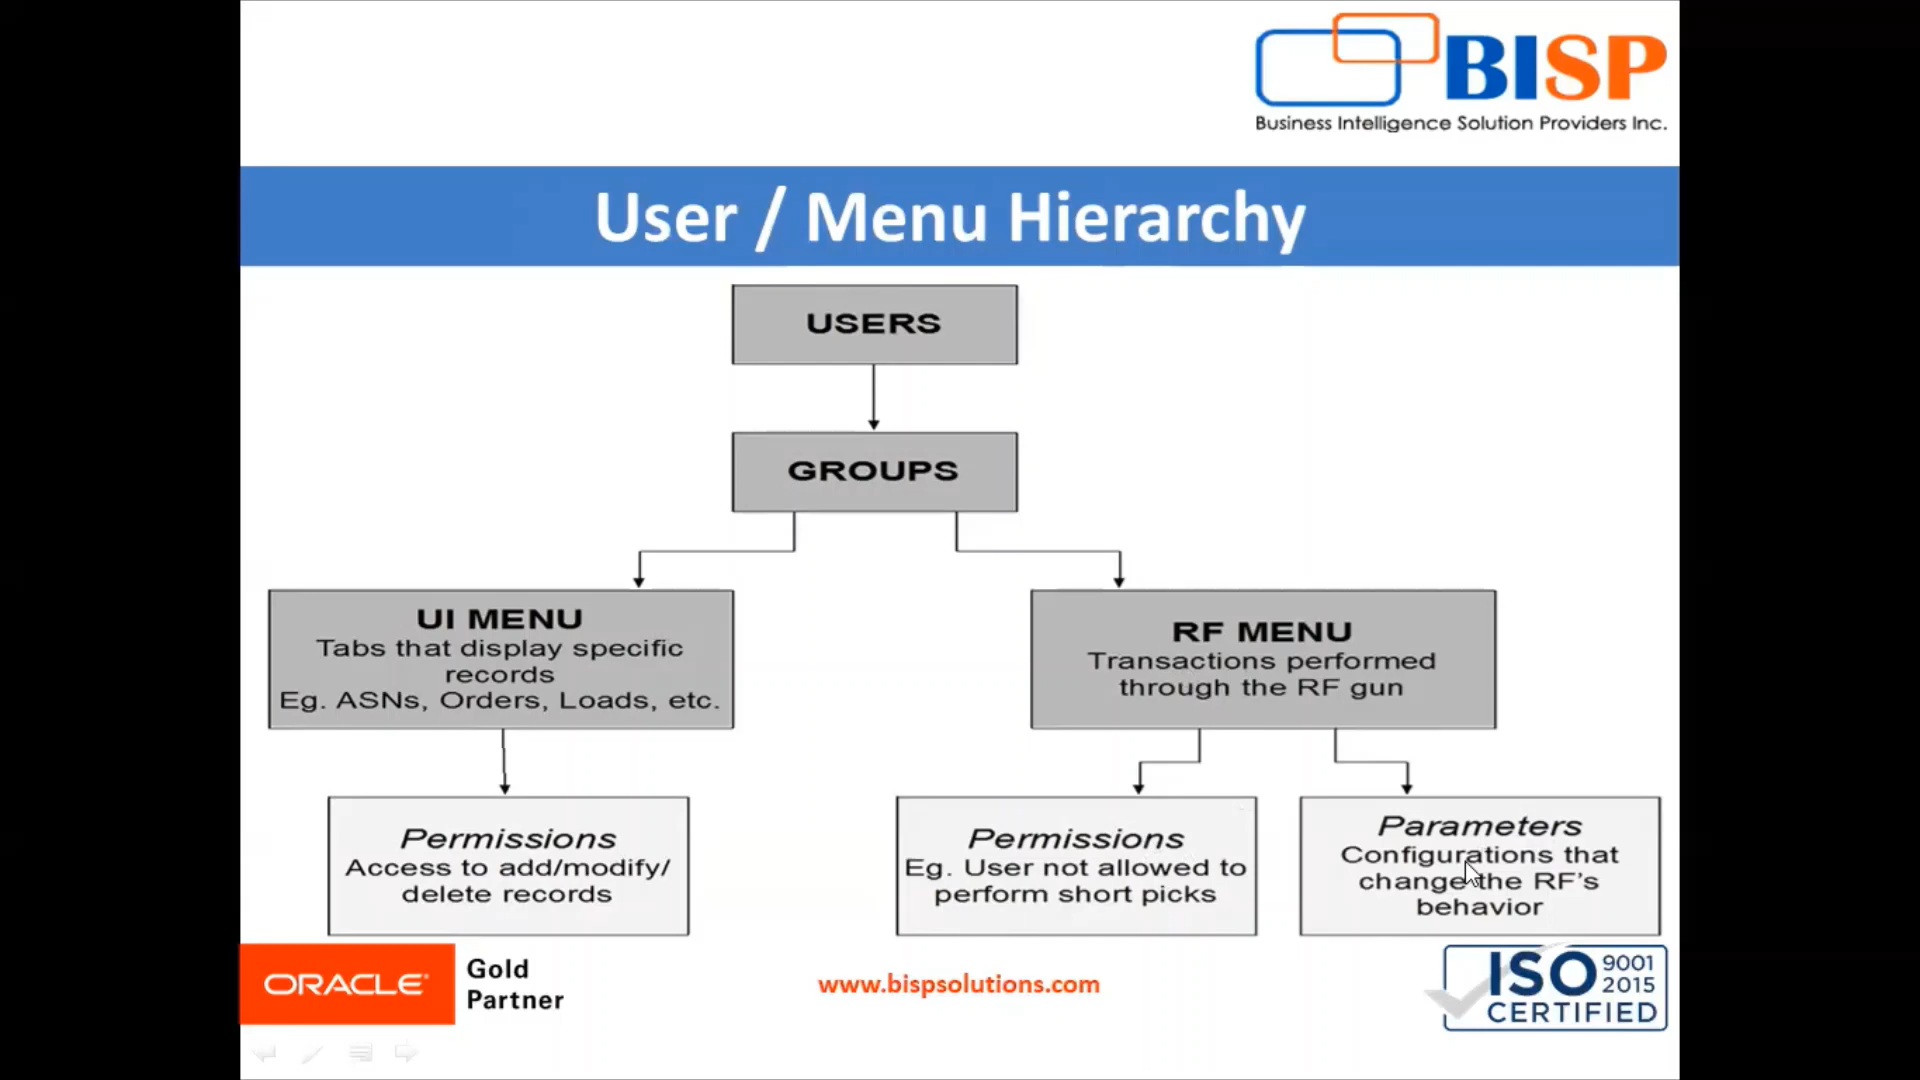 BISP
Business Intelligence Solution Providers Inc.
User / Menu Hierarchy
USERS
GROUPS
UI MENU
Tabs that display specific
records
Eg. ASNs, Orders, Loads, etc.
RF MENU
Transactions performed
through the RF gun
Permissions
Access to add/modify/
delete records
Permissions
Eg. User not allowed to
perform short picks
Parameters
Configurations that
change the RF's
behavior
ORACLE®
Gold
Partner
www.bispsolutions.com
ISO 9001
2015
CERTIFIED